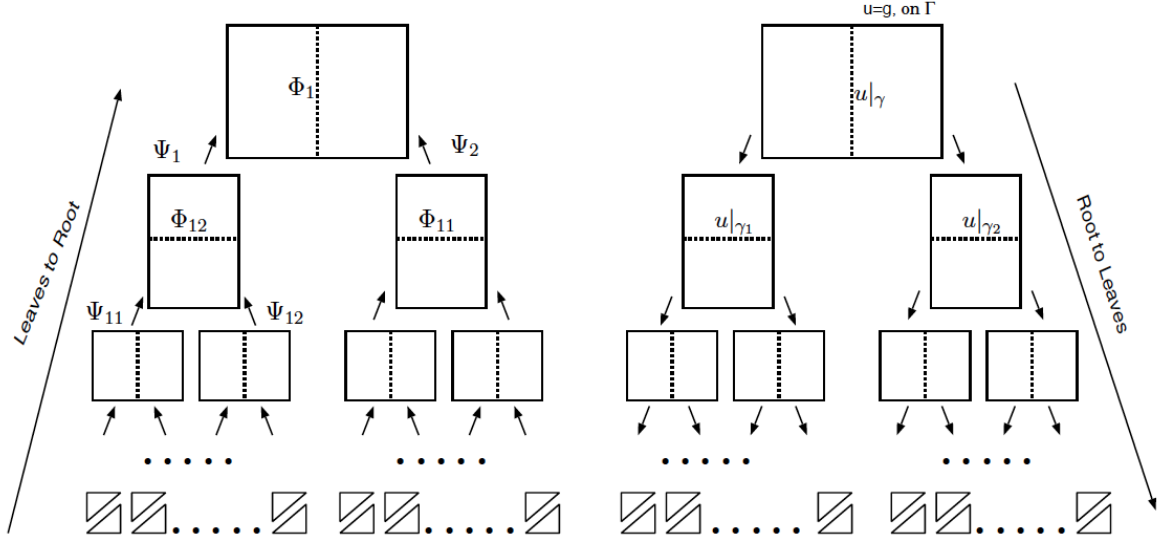 u=g, on Γ
Φ₁
u|γ
Ψ₁
Ψ₂
Φ₁₂
Φ₁₁
u|γ₁
u|γ₂
Leaves to Root
Root to Leaves
Ψ₁₁
Ψ₁₂